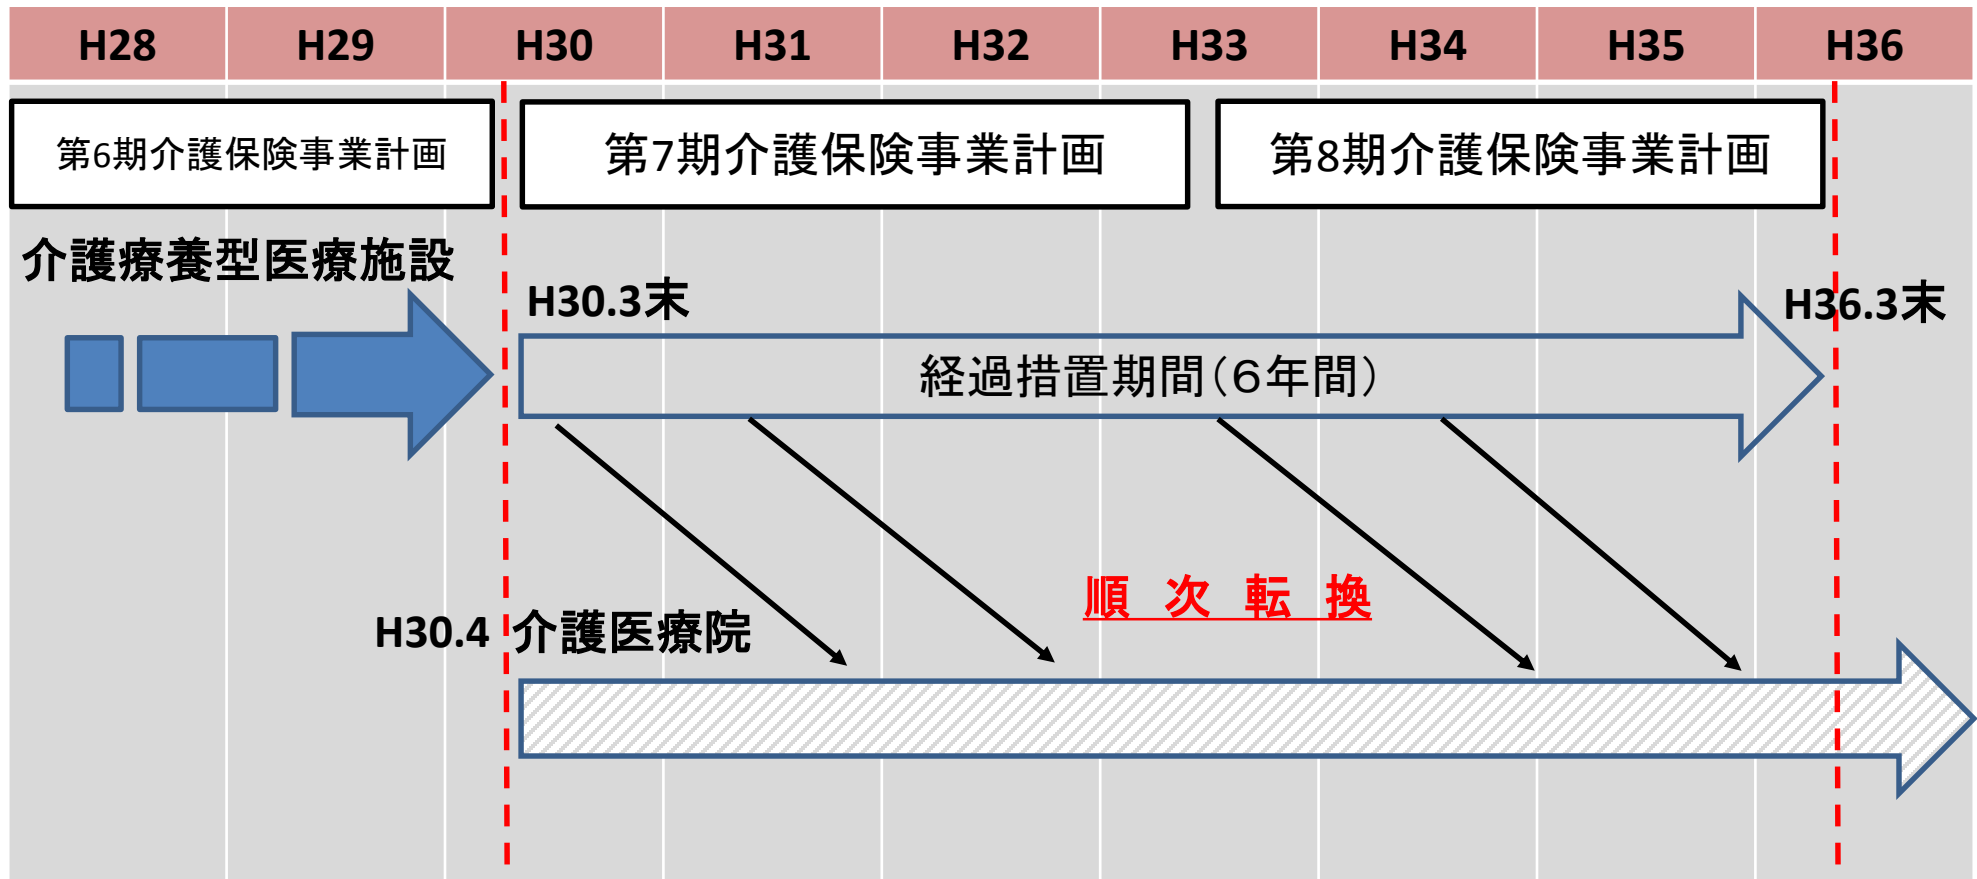 H28 H29 H30 H31 H32 H33 H34 H35 H36
第6期介護保険事業計画 第7期介護保険事業計画 第8期介護保険事業計画
介護療養型医療施設
H30.3末 H36.3末
経過措置期間（６年間）
順 次 転 換
H30.4 介護医療院